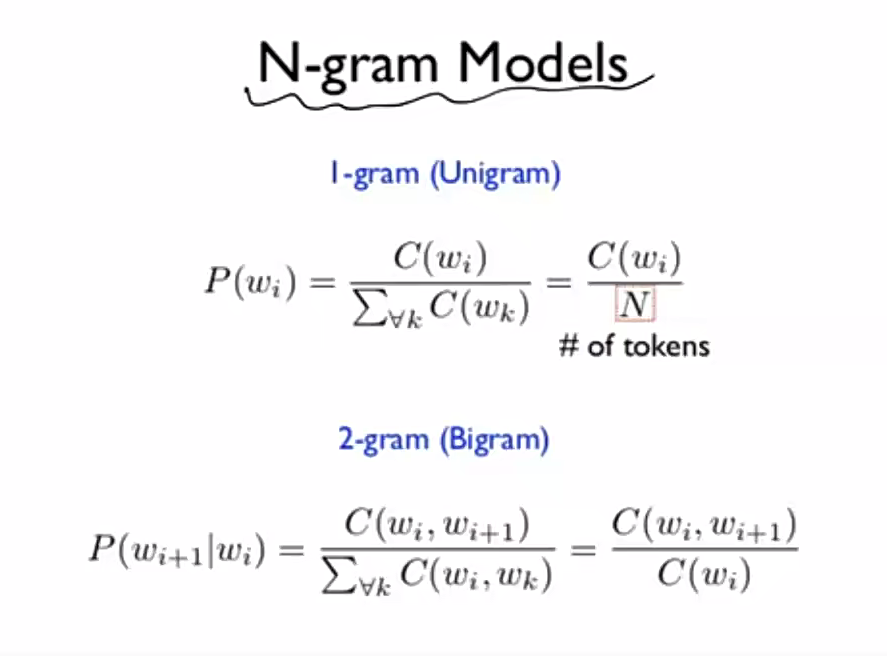 N-gram Models
1-gram (Unigram)
P(w_i) = \frac{C(w_i)}{\sum_{\forall k} C(w_k)} = \frac{C(w_i)}{N}
# of tokens
2-gram (Bigram)
P(w_{i+1}|w_i) = \frac{C(w_i, w_{i+1})}{\sum_{\forall k} C(w_i, w_k)} = \frac{C(w_i, w_{i+1})}{C(w_i)}